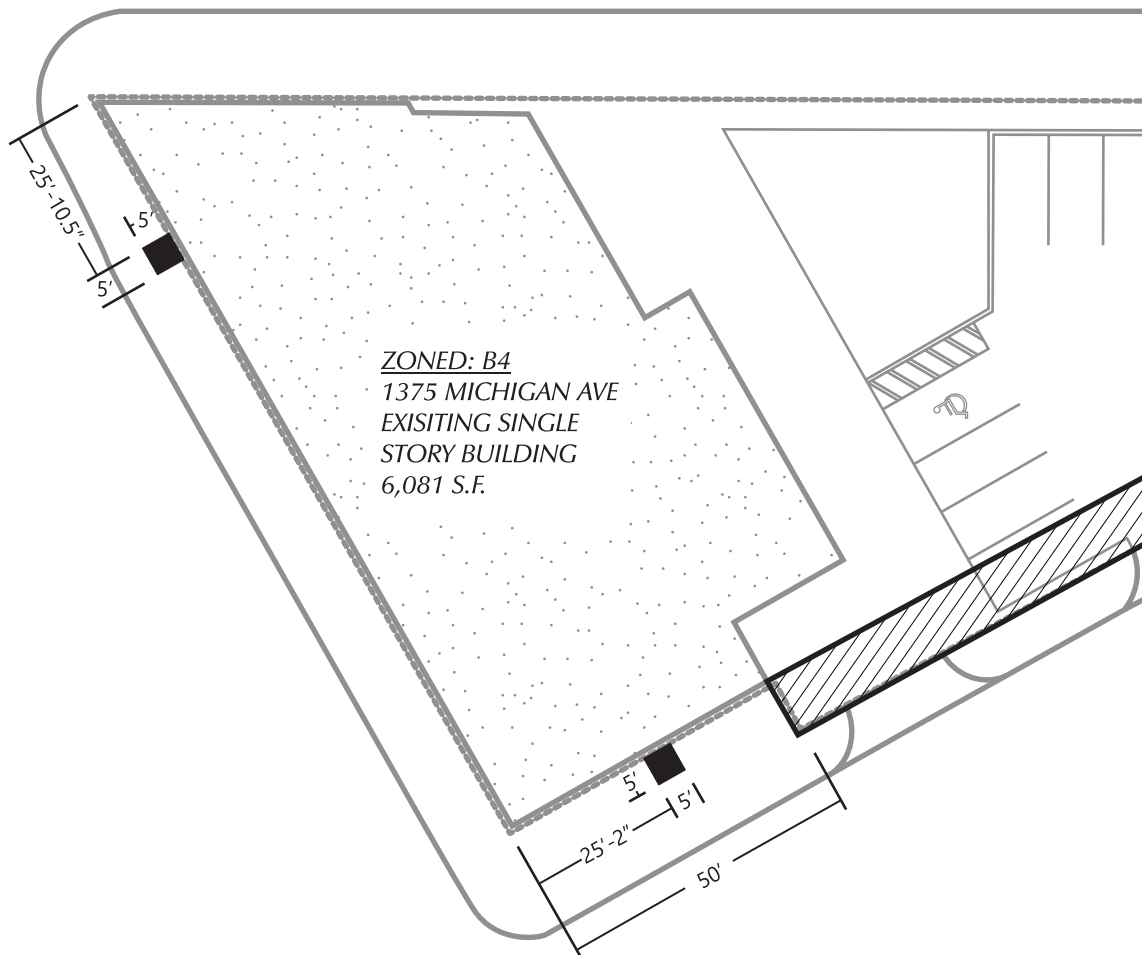 25'-10.5"
5'
5'
ZONED: B4
1375 MICHIGAN AVE
EXISITING SINGLE
STORY BUILDING
6,081 S.F.
5'
5'
25'-2"
50'